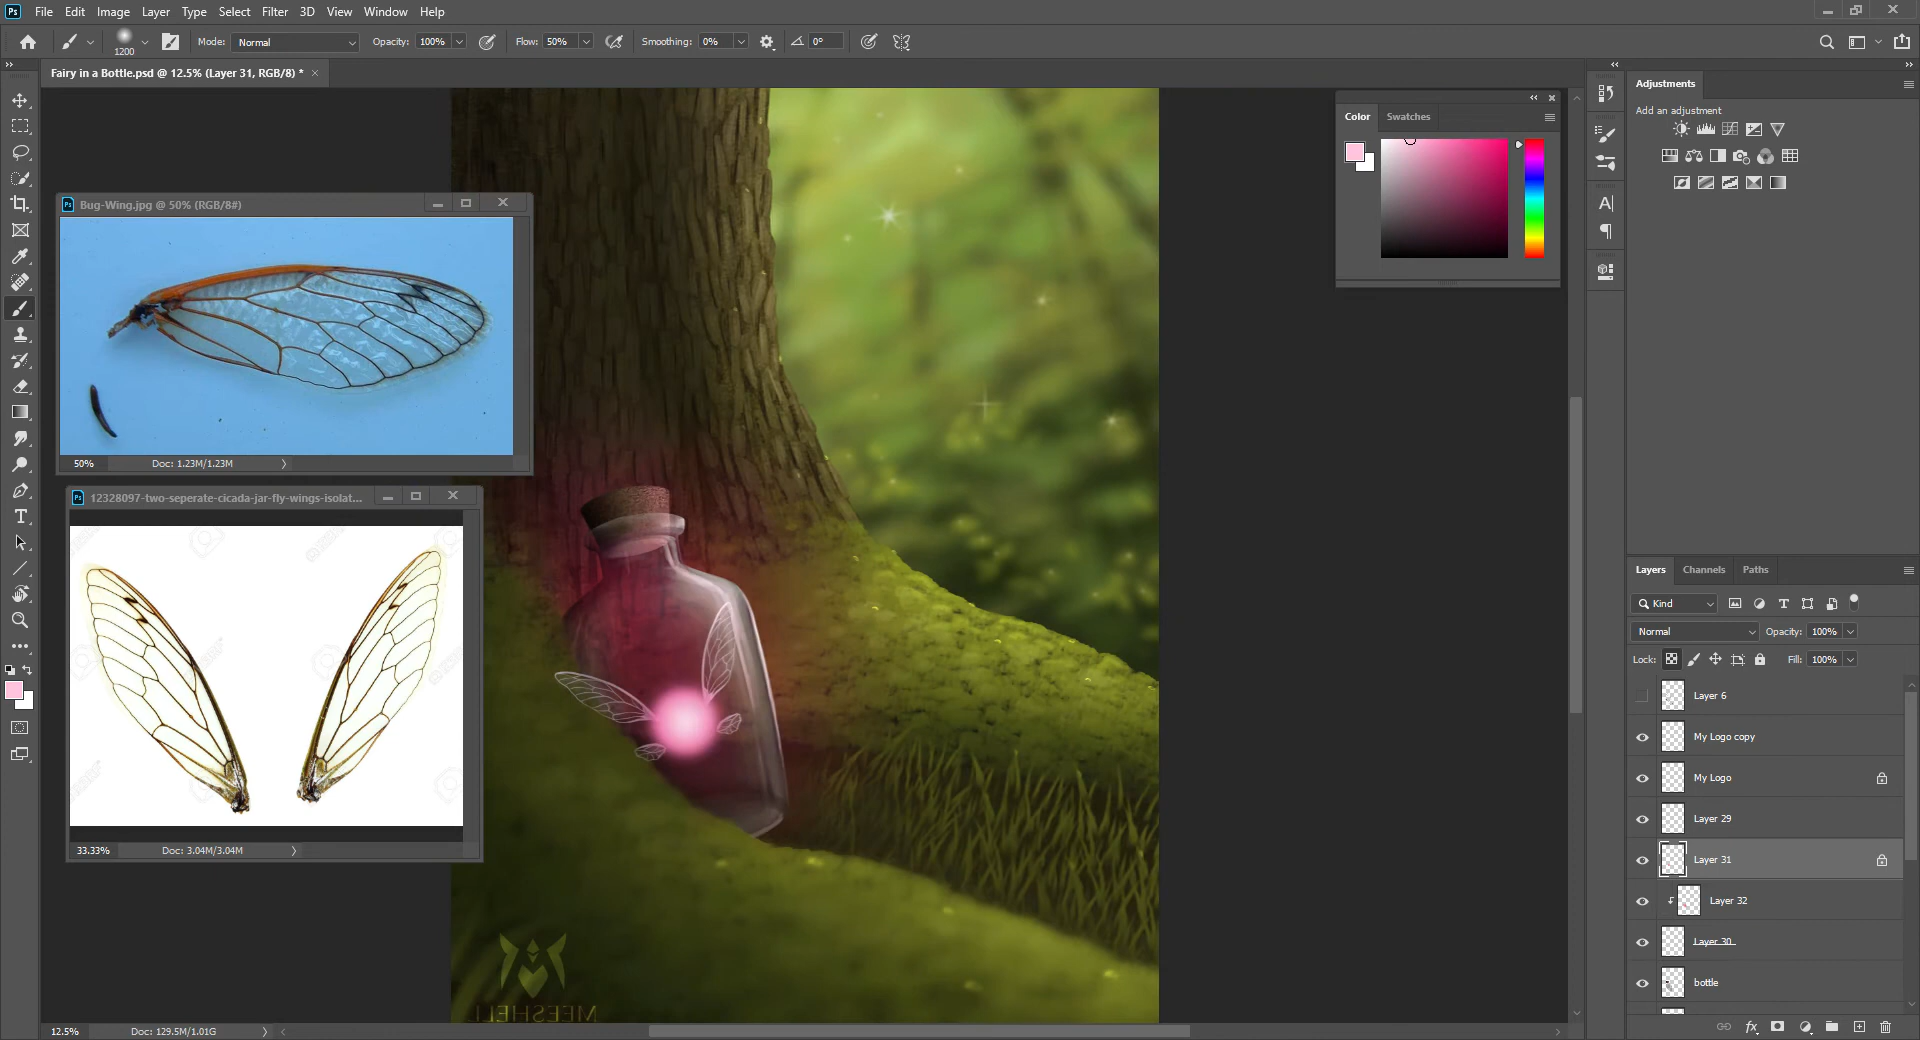 File Edit Image Layer Type Select Filter 3D View Window Help
1200 Mode: Normal Opacity: 100% Flow: 50% Smoothing: 0% 0°
Fairy in a Bottle.psd @ 12.5% (Layer 31, RGB/8) *
Adjustments
Add an adjustment
Color Swatches
Bug-Wing.jpg @ 50% (RGB/8#)
50% Doc: 1.23M/1.23M
12328097-two-seperate-cicada-jar-fly-wings-isolat...
33.33% Doc: 3.04M/3.04M
Layers Channels Paths
Kind
Normal Opacity: 100%
Lock: Fill: 100%
Layer 6
My Logo copy
My Logo
Layer 29
Layer 31
Layer 32
Layer 30
bottle
MEESHELL
12.5% Doc: 129.5M/1.01G